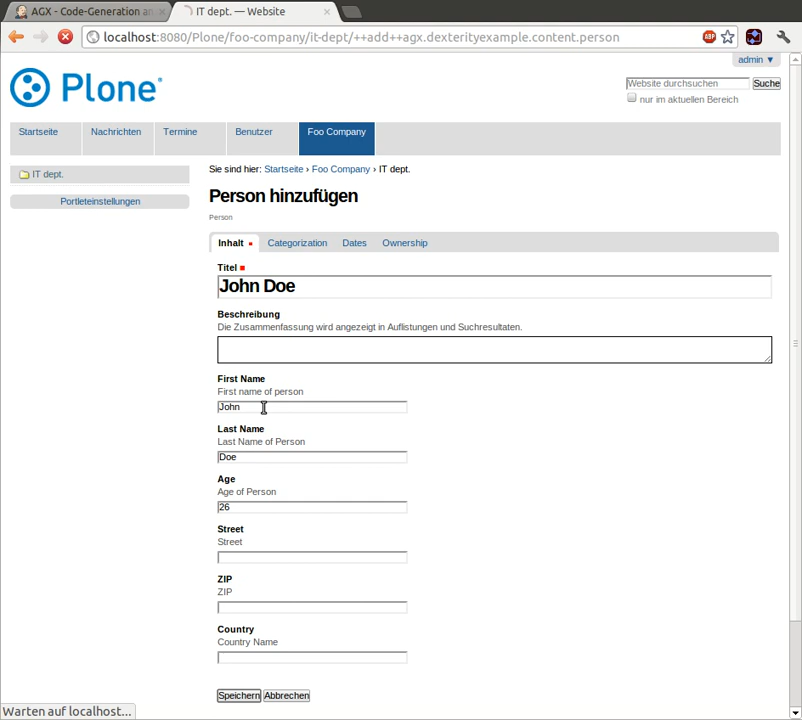 AGX - Code-Generation an
IT dept. — Website
localhost:8080/Plone/foo-company/it-dept/++add++agx.dexterityexample.content.person
ABP
admin ▼
Plone®
Website durchsuchen Suche
nur im aktuellen Bereich
Startseite Nachrichten Termine Benutzer Foo Company
IT dept.
Portleteinstellungen
Sie sind hier: Startseite › Foo Company › IT dept.
Person hinzufügen
Person
Inhalt Categorization Dates Ownership
Titel
John Doe
Beschreibung
Die Zusammenfassung wird angezeigt in Auflistungen und Suchresultaten.
First Name
First name of person
John
Last Name
Last Name of Person
Doe
Age
Age of Person
26
Street
Street
ZIP
ZIP
Country
Country Name
Speichern Abbrechen
Warten auf localhost...